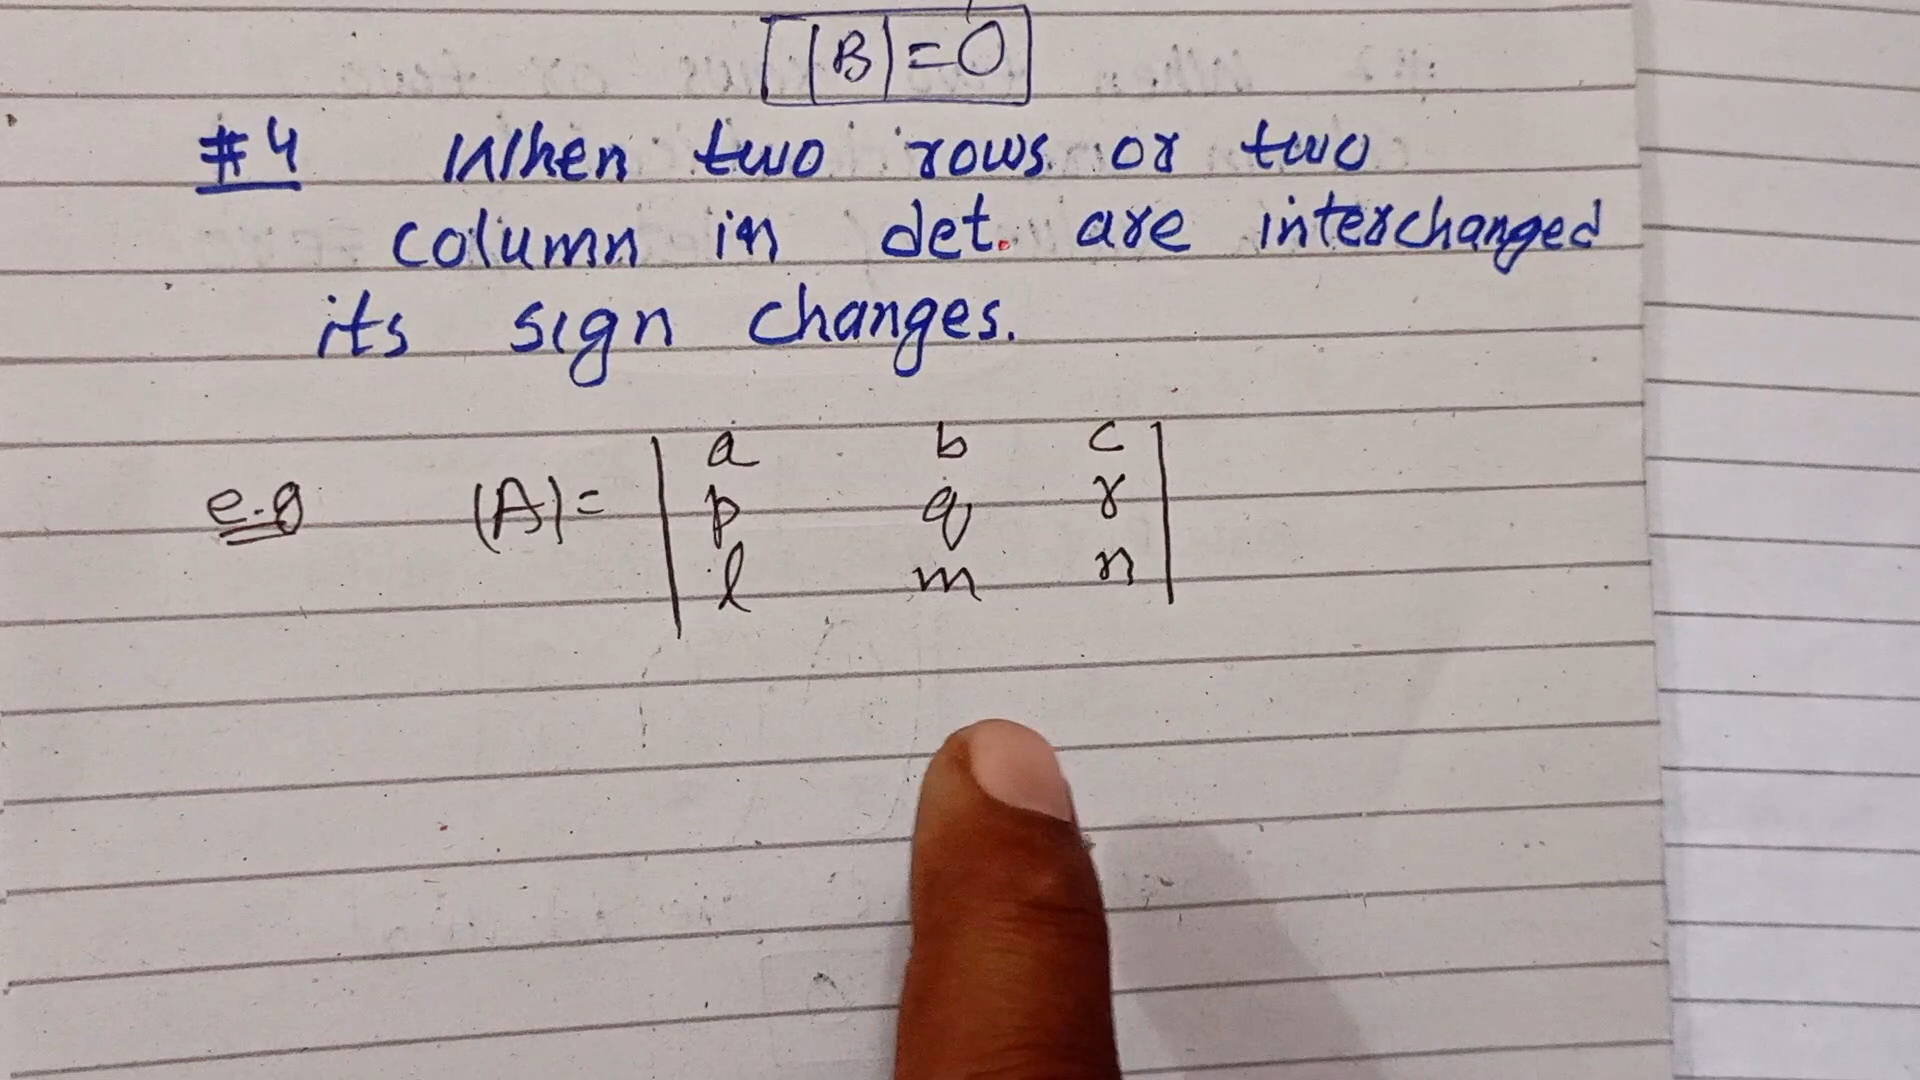 |B|=0
#4 When two rows or two
column in det. are interchanged
its sign changes.
a b c
e.g (A)= p q r
l m n